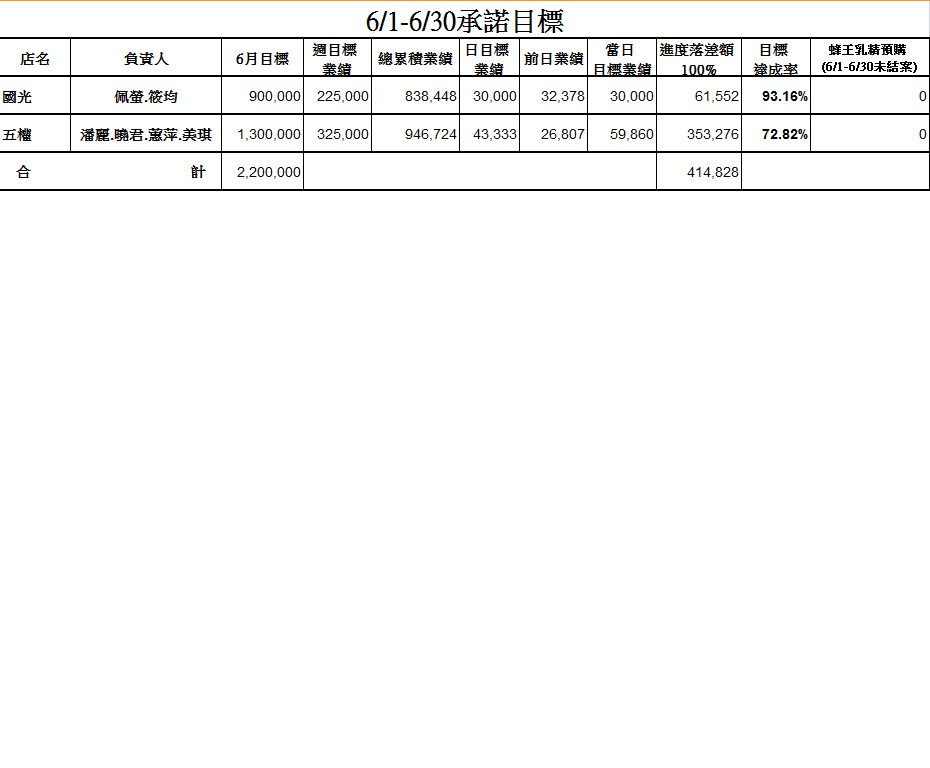 6/1-6/30承諾目標
店名 負責人 6月目標 週目標業績 總累積業績 日目標業績 前日業績 當日目標業績 進度落差額100% 目標達成率 蜂王乳精預購(6/1-6/30未結案)
國光 佩螢.筱均 900,000 225,000 838,448 30,000 32,378 30,000 61,552 93.16% 0
五權 潘麗.曉君.蕙萍.美琪 1,300,000 325,000 946,724 43,333 26,807 59,860 353,276 72.82% 0
合 計 2,200,000 414,828